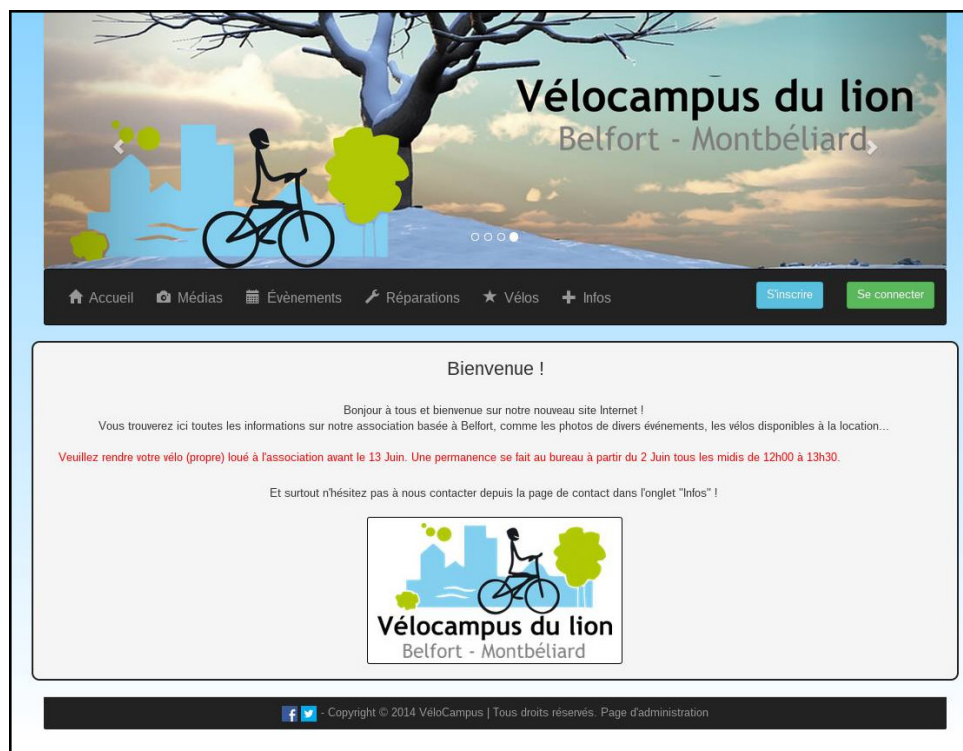 Vélocampus du lion
Belfort - Montbéliard
Accueil Médias Évènements Réparations Vélos Infos S'inscrire Se connecter
Bienvenue !
Bonjour à tous et bienvenue sur notre nouveau site Internet !
Vous trouverez ici toutes les informations sur notre association basée à Belfort, comme les photos de divers événements, les vélos disponibles à la location...
Veuillez rendre votre vélo (propre) loué à l'association avant le 13 Juin. Une permanence se fait au bureau à partir du 2 Juin tous les midis de 12h00 à 13h30.
Et surtout n'hésitez pas à nous contacter depuis la page de contact dans l'onglet "Infos" !
Vélocampus du lion
Belfort - Montbéliard
- Copyright © 2014 VéloCampus | Tous droits réservés. Page d'administration